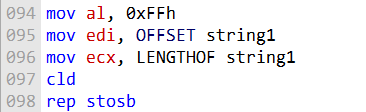 094 mov al, 0xFFh
095 mov edi, OFFSET string1
096 mov ecx, LENGTHOF string1
097 cld
098 rep stosb